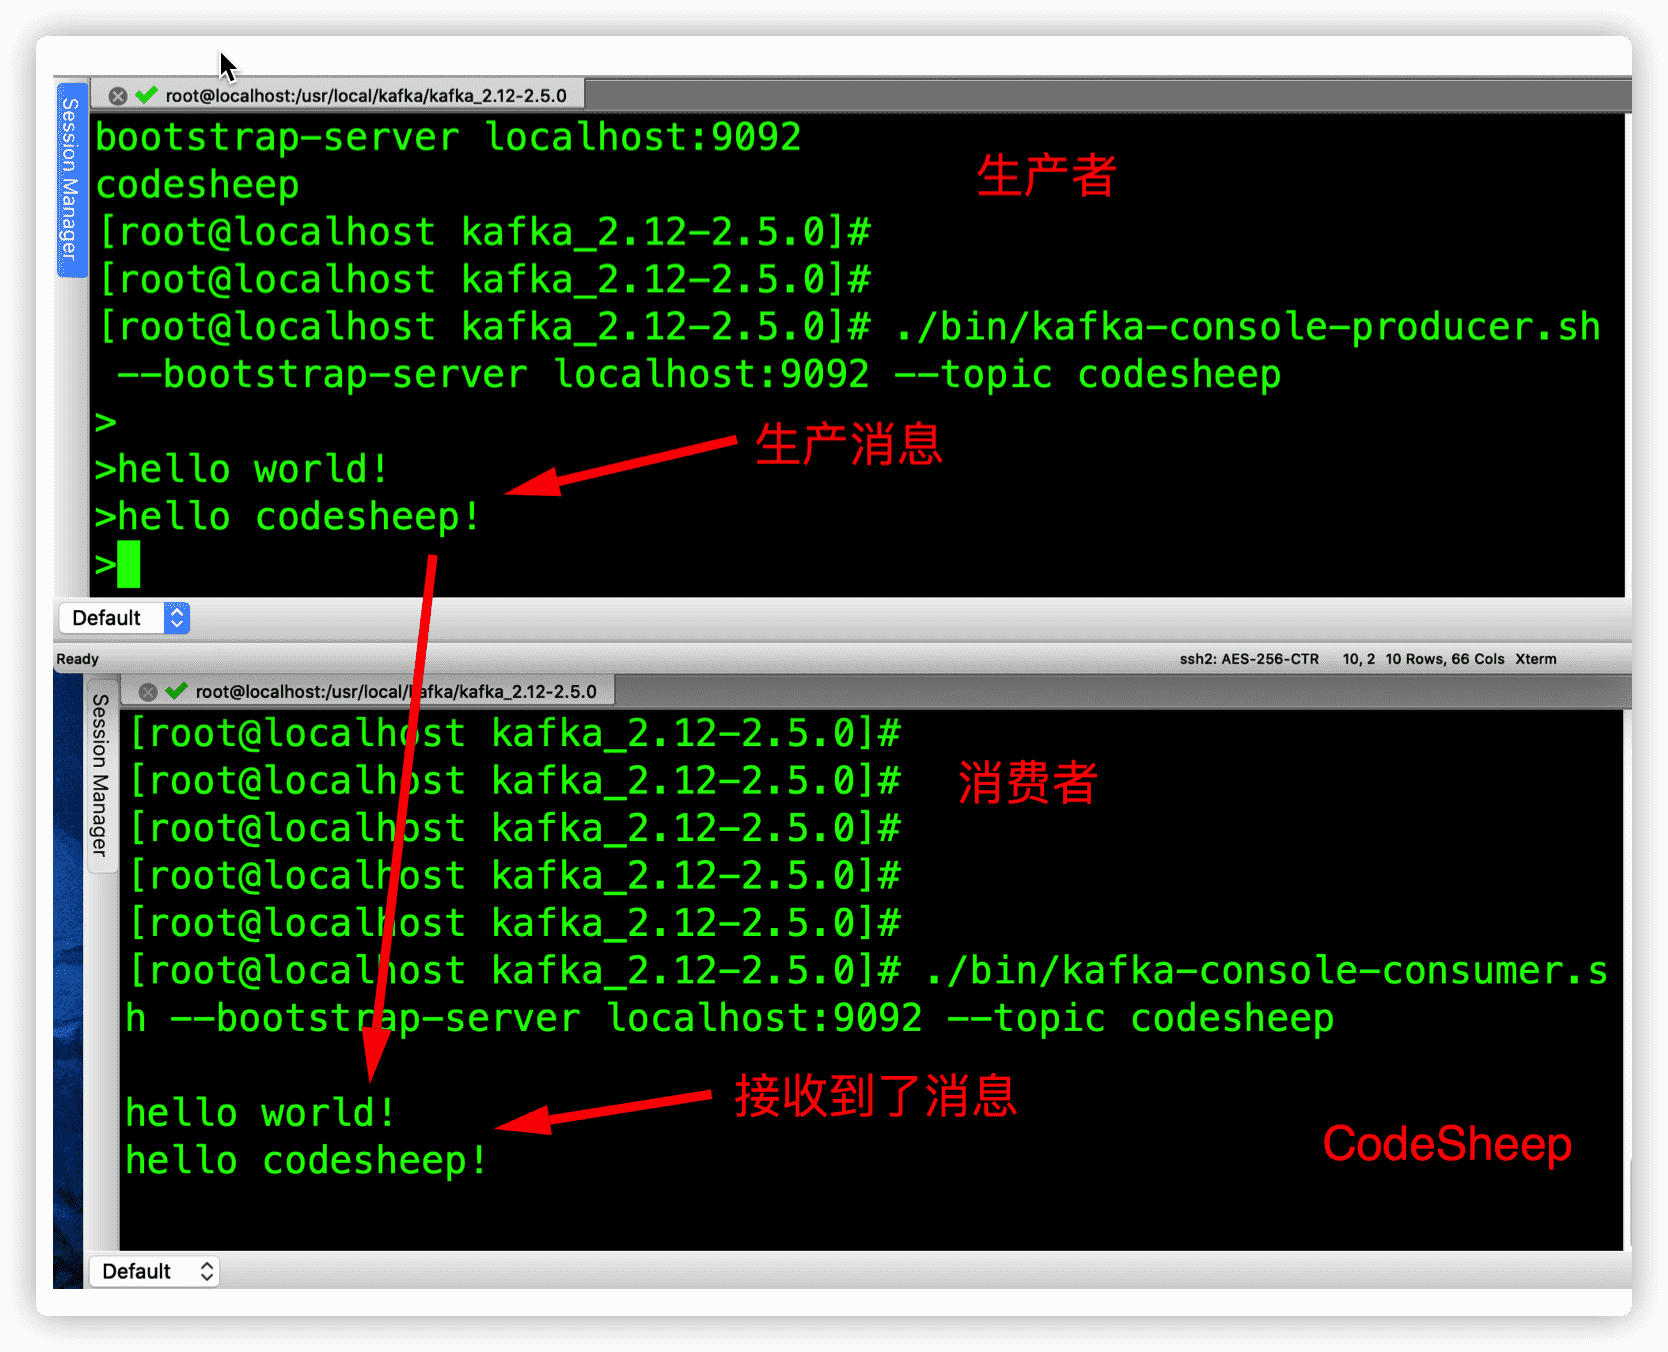 root@localhost:/usr/local/kafka/kafka_2.12-2.5.0
Session Manager
bootstrap-server localhost:9092
生产者
codesheep
[root@localhost kafka_2.12-2.5.0]#
[root@localhost kafka_2.12-2.5.0]#
[root@localhost kafka_2.12-2.5.0]# ./bin/kafka-console-producer.sh
--bootstrap-server localhost:9092 --topic codesheep
>
生产消息
>hello world!
>hello codesheep!
>
Default
Ready
ssh2: AES-256-CTR 10, 2 10 Rows, 66 Cols Xterm
root@localhost:/usr/local/kafka/kafka_2.12-2.5.0
Session Manager
[root@localhost kafka_2.12-2.5.0]#
[root@localhost kafka_2.12-2.5.0]#
消费者
[root@localhost kafka_2.12-2.5.0]#
[root@localhost kafka_2.12-2.5.0]#
[root@localhost kafka_2.12-2.5.0]#
[root@localhost kafka_2.12-2.5.0]# ./bin/kafka-console-consumer.s
h --bootstrap-server localhost:9092 --topic codesheep
接收到了消息
hello world!
hello codesheep!
CodeSheep
Default